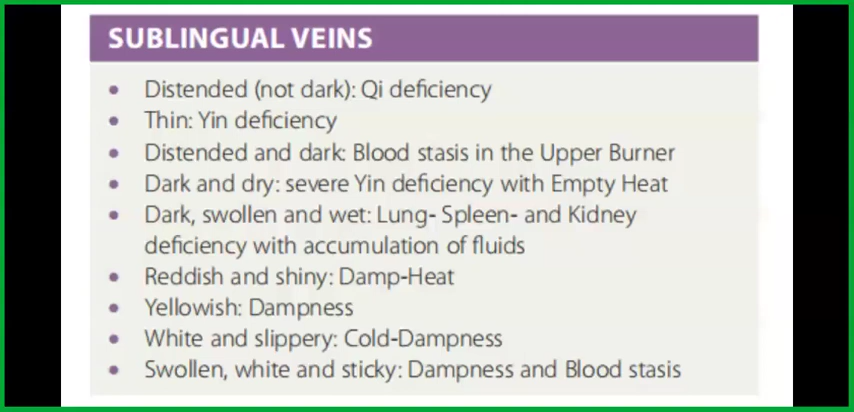 SUBLINGUAL VEINS
• Distended (not dark): Qi deficiency
• Thin: Yin deficiency
• Distended and dark: Blood stasis in the Upper Burner
• Dark and dry: severe Yin deficiency with Empty Heat
• Dark, swollen and wet: Lung- Spleen- and Kidney
deficiency with accumulation of fluids
• Reddish and shiny: Damp-Heat
• Yellowish: Dampness
• White and slippery: Cold-Dampness
• Swollen, white and sticky: Dampness and Blood stasis